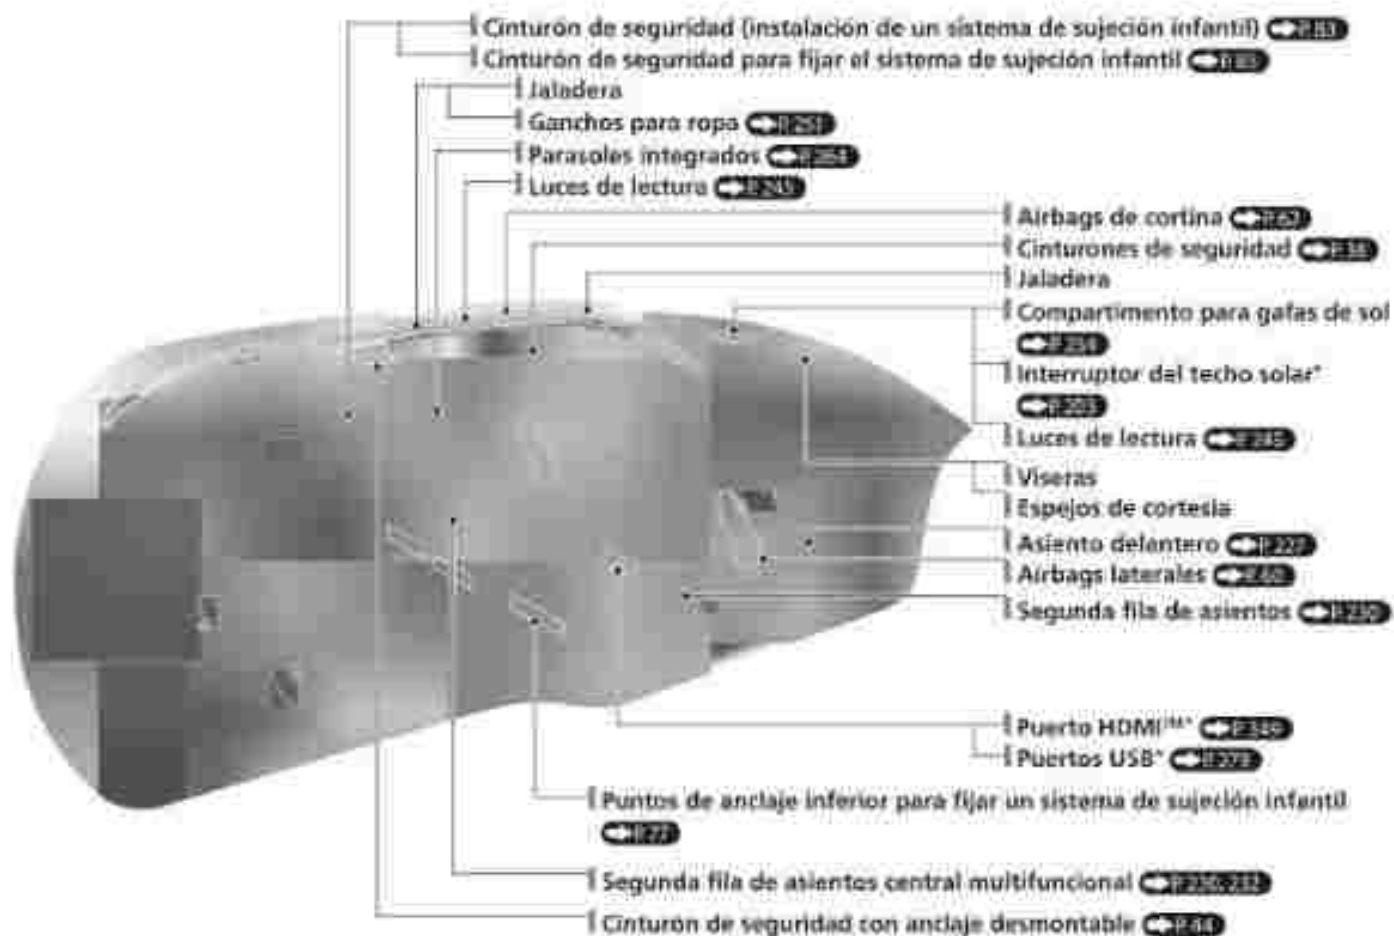 Cinturón de seguridad (instalación de un sistema de sujeción infantil)
Cinturón de seguridad para fijar el sistema de sujeción infantil
Jaladera
Ganchos para ropa
Parasoles integrados
Luces de lectura
Airbags de cortina
Cinturones de seguridad
Jaladera
Compartimento para gafas de sol
Interruptor del techo solar*
Luces de lectura
Viseras
Espejos de cortesía
Asiento delantero
Airbags laterales
Segunda fila de asientos
Puerto HDMI™*
Puertos USB*
Puntos de anclaje inferior para fijar un sistema de sujeción infantil
P.77
Segunda fila de asientos central multifuncional
Cinturón de seguridad con anclaje desmontable